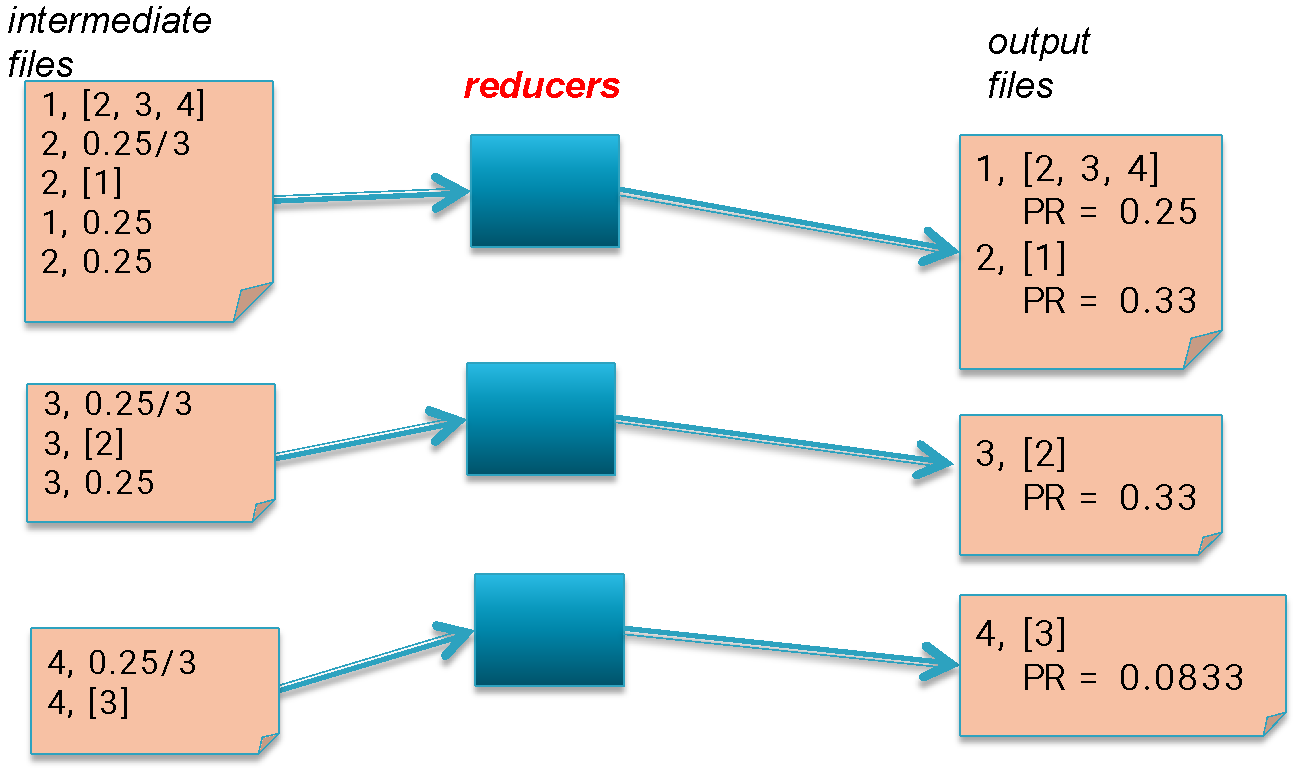 intermediate
files
1, [2, 3, 4]
2, 0.25/3
2, [1]
1, 0.25
2, 0.25
3, 0.25/3
3, [2]
3, 0.25
4, 0.25/3
4, [3]
reducers
output
files
1, [2, 3, 4]
PR = 0.25
2, [1]
PR = 0.33
3, [2]
PR = 0.33
4, [3]
PR = 0.0833